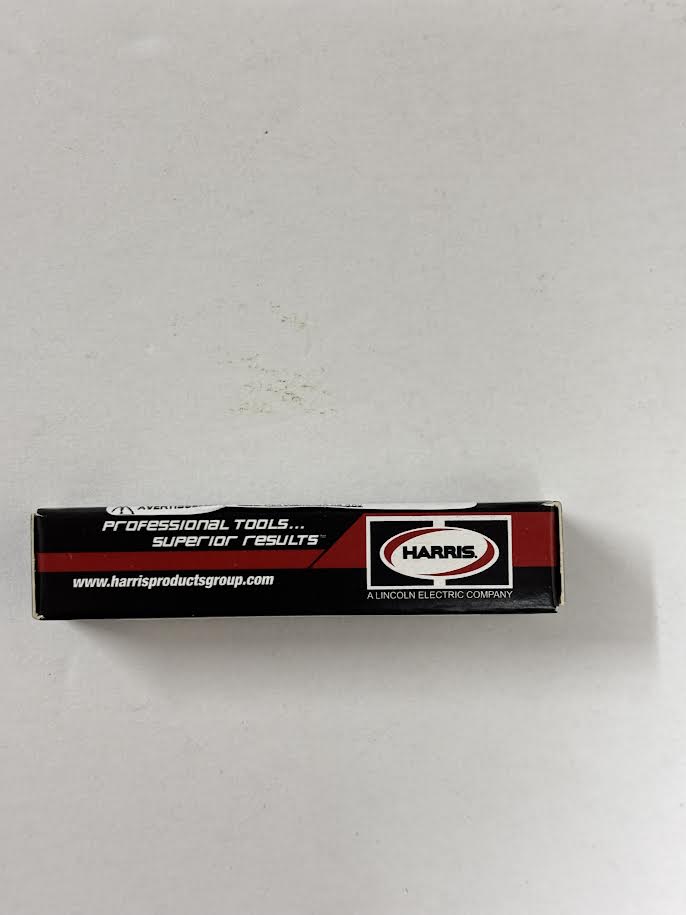 PROFESSIONAL TOOLS...
SUPERIOR RESULTS™
www.harrisproductsgroup.com
HARRIS.
A LINCOLN ELECTRIC COMPANY